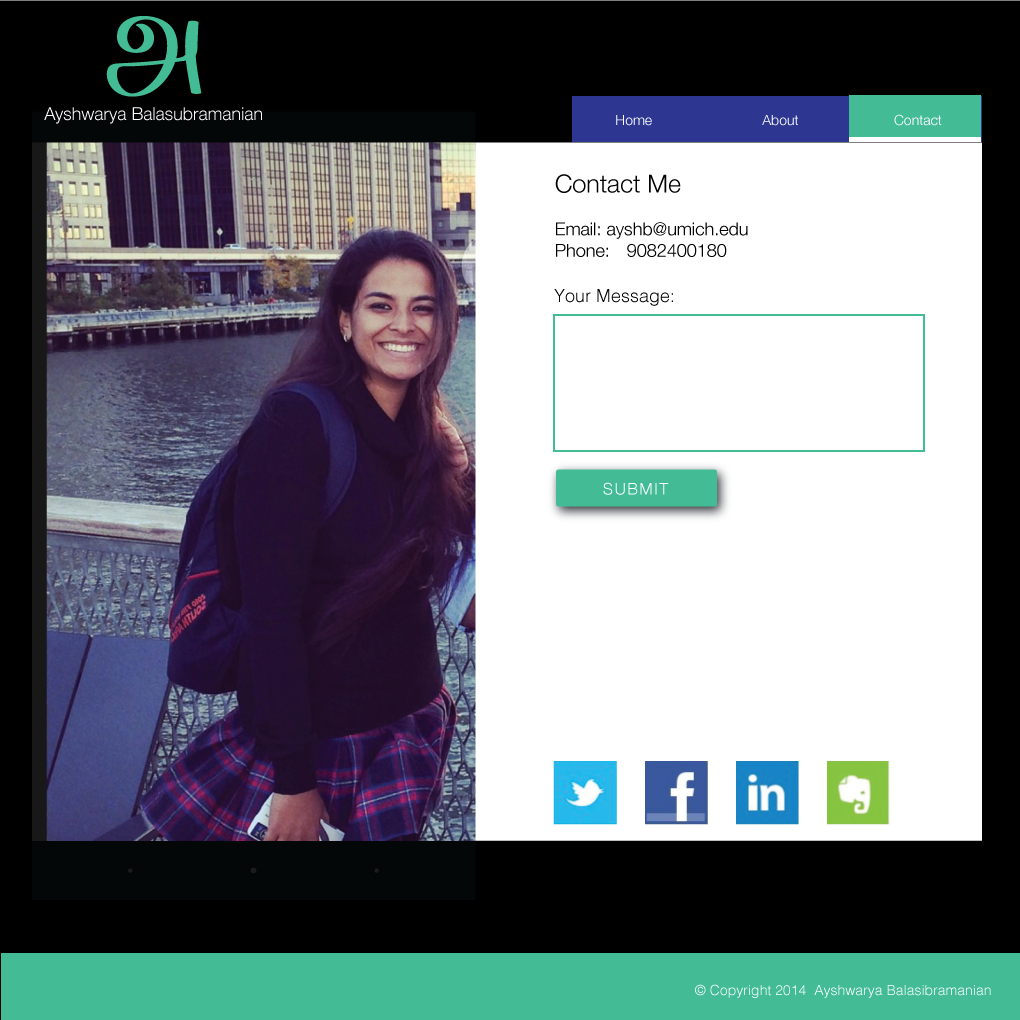 அ
Ayshwarya Balasubramanian
Home About Contact
Contact Me
Email: ayshb@umich.edu
Phone: 9082400180
Your Message:
SUBMIT
f
in
© Copyright 2014 Ayshwarya Balasibramanian